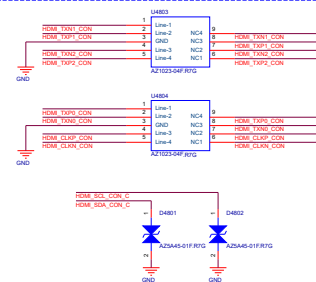 U4803
1 Line-1
HDMI_TXN1_CON 2 Line-2 NC4 9
HDMI_TXP1_CON 3 GND NC3 8 HDMI_TXN1_CON
4 Line-3 NC2 7 HDMI_TXP1_CON
HDMI_TXN2_CON 5 Line-4 NC1 6 HDMI_TXN2_CON
HDMI_TXP2_CON HDMI_TXP2_CON
AZ1023-04F.R7G
GND
U4804
1 Line-1
HDMI_TXP0_CON 2 Line-2 NC4 9
HDMI_TXN0_CON 3 GND NC3 8 HDMI_TXP0_CON
4 Line-3 NC2 7 HDMI_TXN0_CON
HDMI_CLKP_CON 5 Line-4 NC1 6 HDMI_CLKP_CON
HDMI_CLKN_CON HDMI_CLKN_CON
AZ1023-04F.R7G
GND
HDMI_SCL_CON_C
HDMI_SDA_CON_C
1 D4801 1 D4802
AZ5A45-01F.R7G AZ5A45-01F.R7G
2 2
GND GND